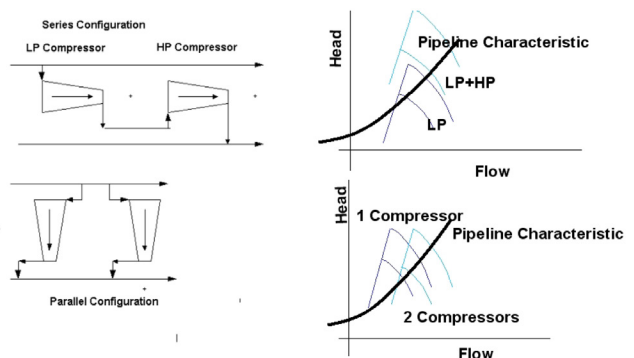 Series Configuration
LP Compressor
HP Compressor
Parallel Configuration
Head
Pipeline Characteristic
LP+HP
LP
Flow
Head
1 Compressor
Pipeline Characteristic
2 Compressors
Flow